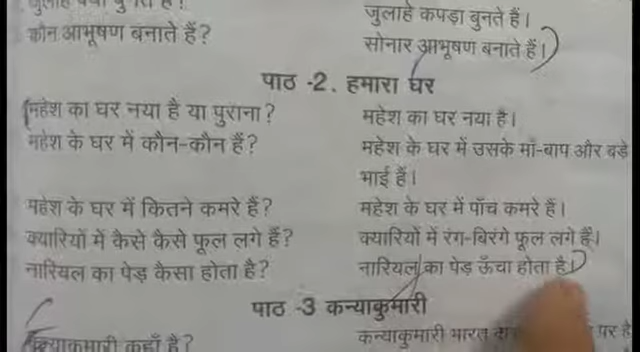 जुलाहे कपड़ा बुनते हैं।
कौन आभूषण बनाते हैं? सोनार आभूषण बनाते हैं।
पाठ -2. हमारा घर
महेश का घर नया है या पुराना? महेश का घर नया है।
महेश के घर में कौन-कौन हैं? महेश के घर में उसके माँ-बाप और बडे
भाई हैं।
महेश के घर में कितने कमरे हैं? महेश के घर में पाँच कमरे हैं।
क्यारियों में कैसे कैसे फूल लगे हैं? क्यारियों में रंग-बिरंगे फूल लगे हैं।
नारियल का पेड़ कैसा होता है? नारियल का पेड़ ऊँचा होता है।
पाठ -3 कन्याकुमारी
कन्याकुमारी कहाँ है? कन्याकुमारी भारत पर है